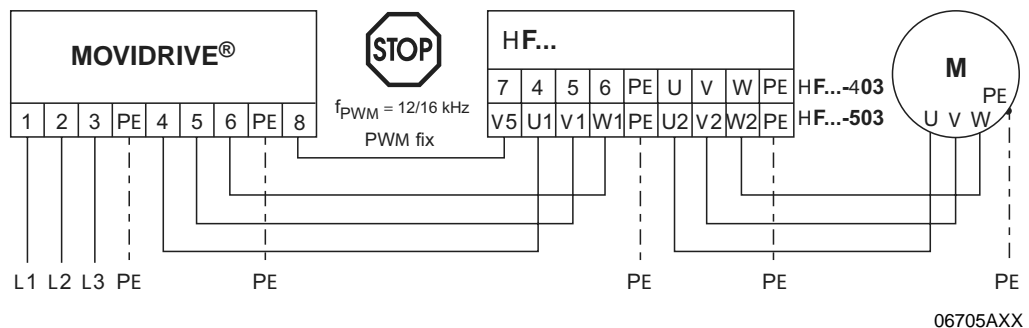 MOVIDRIVE®
STOP
HF...
M
7 4 5 6 PE U V W PE HF...-403
PE
1 2 3 PE 4 5 6 PE 8
fPWM = 12/16 kHz
V5 U1 V1 W1 PE U2 V2 W2 PE HF...-503
U V W
PWM fix
L1 L2 L3 PE PE PE PE PE
06705AXX